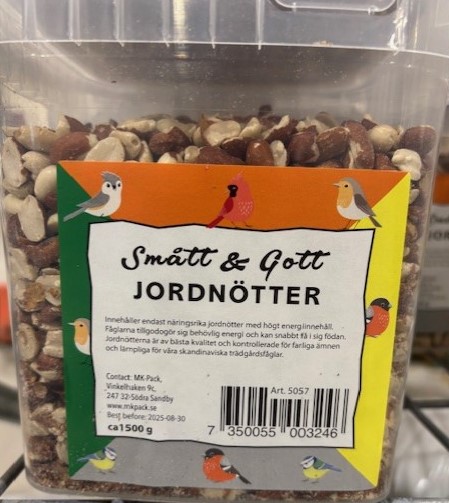 Smått & Gott
JORDNÖTTER
Innehåller endast näringsrika jordnötter med högt energiinnehåll.
Fåglarna tillgodogör sig behövlig energi och kan snabbt få i sig födan.
Jordnötterna är av bästa kvalitet och kontrollerade för farliga ämnen
och lämpliga för våra skandinaviska trädgårdsfåglar.
Contact: MK-Pack,
Vinkelhaken 9c,
247 32-Södra Sandby
www.mkpack.se
Best before: 2025-08-30
ca1500 g
Art. 5057
7 350055 003246